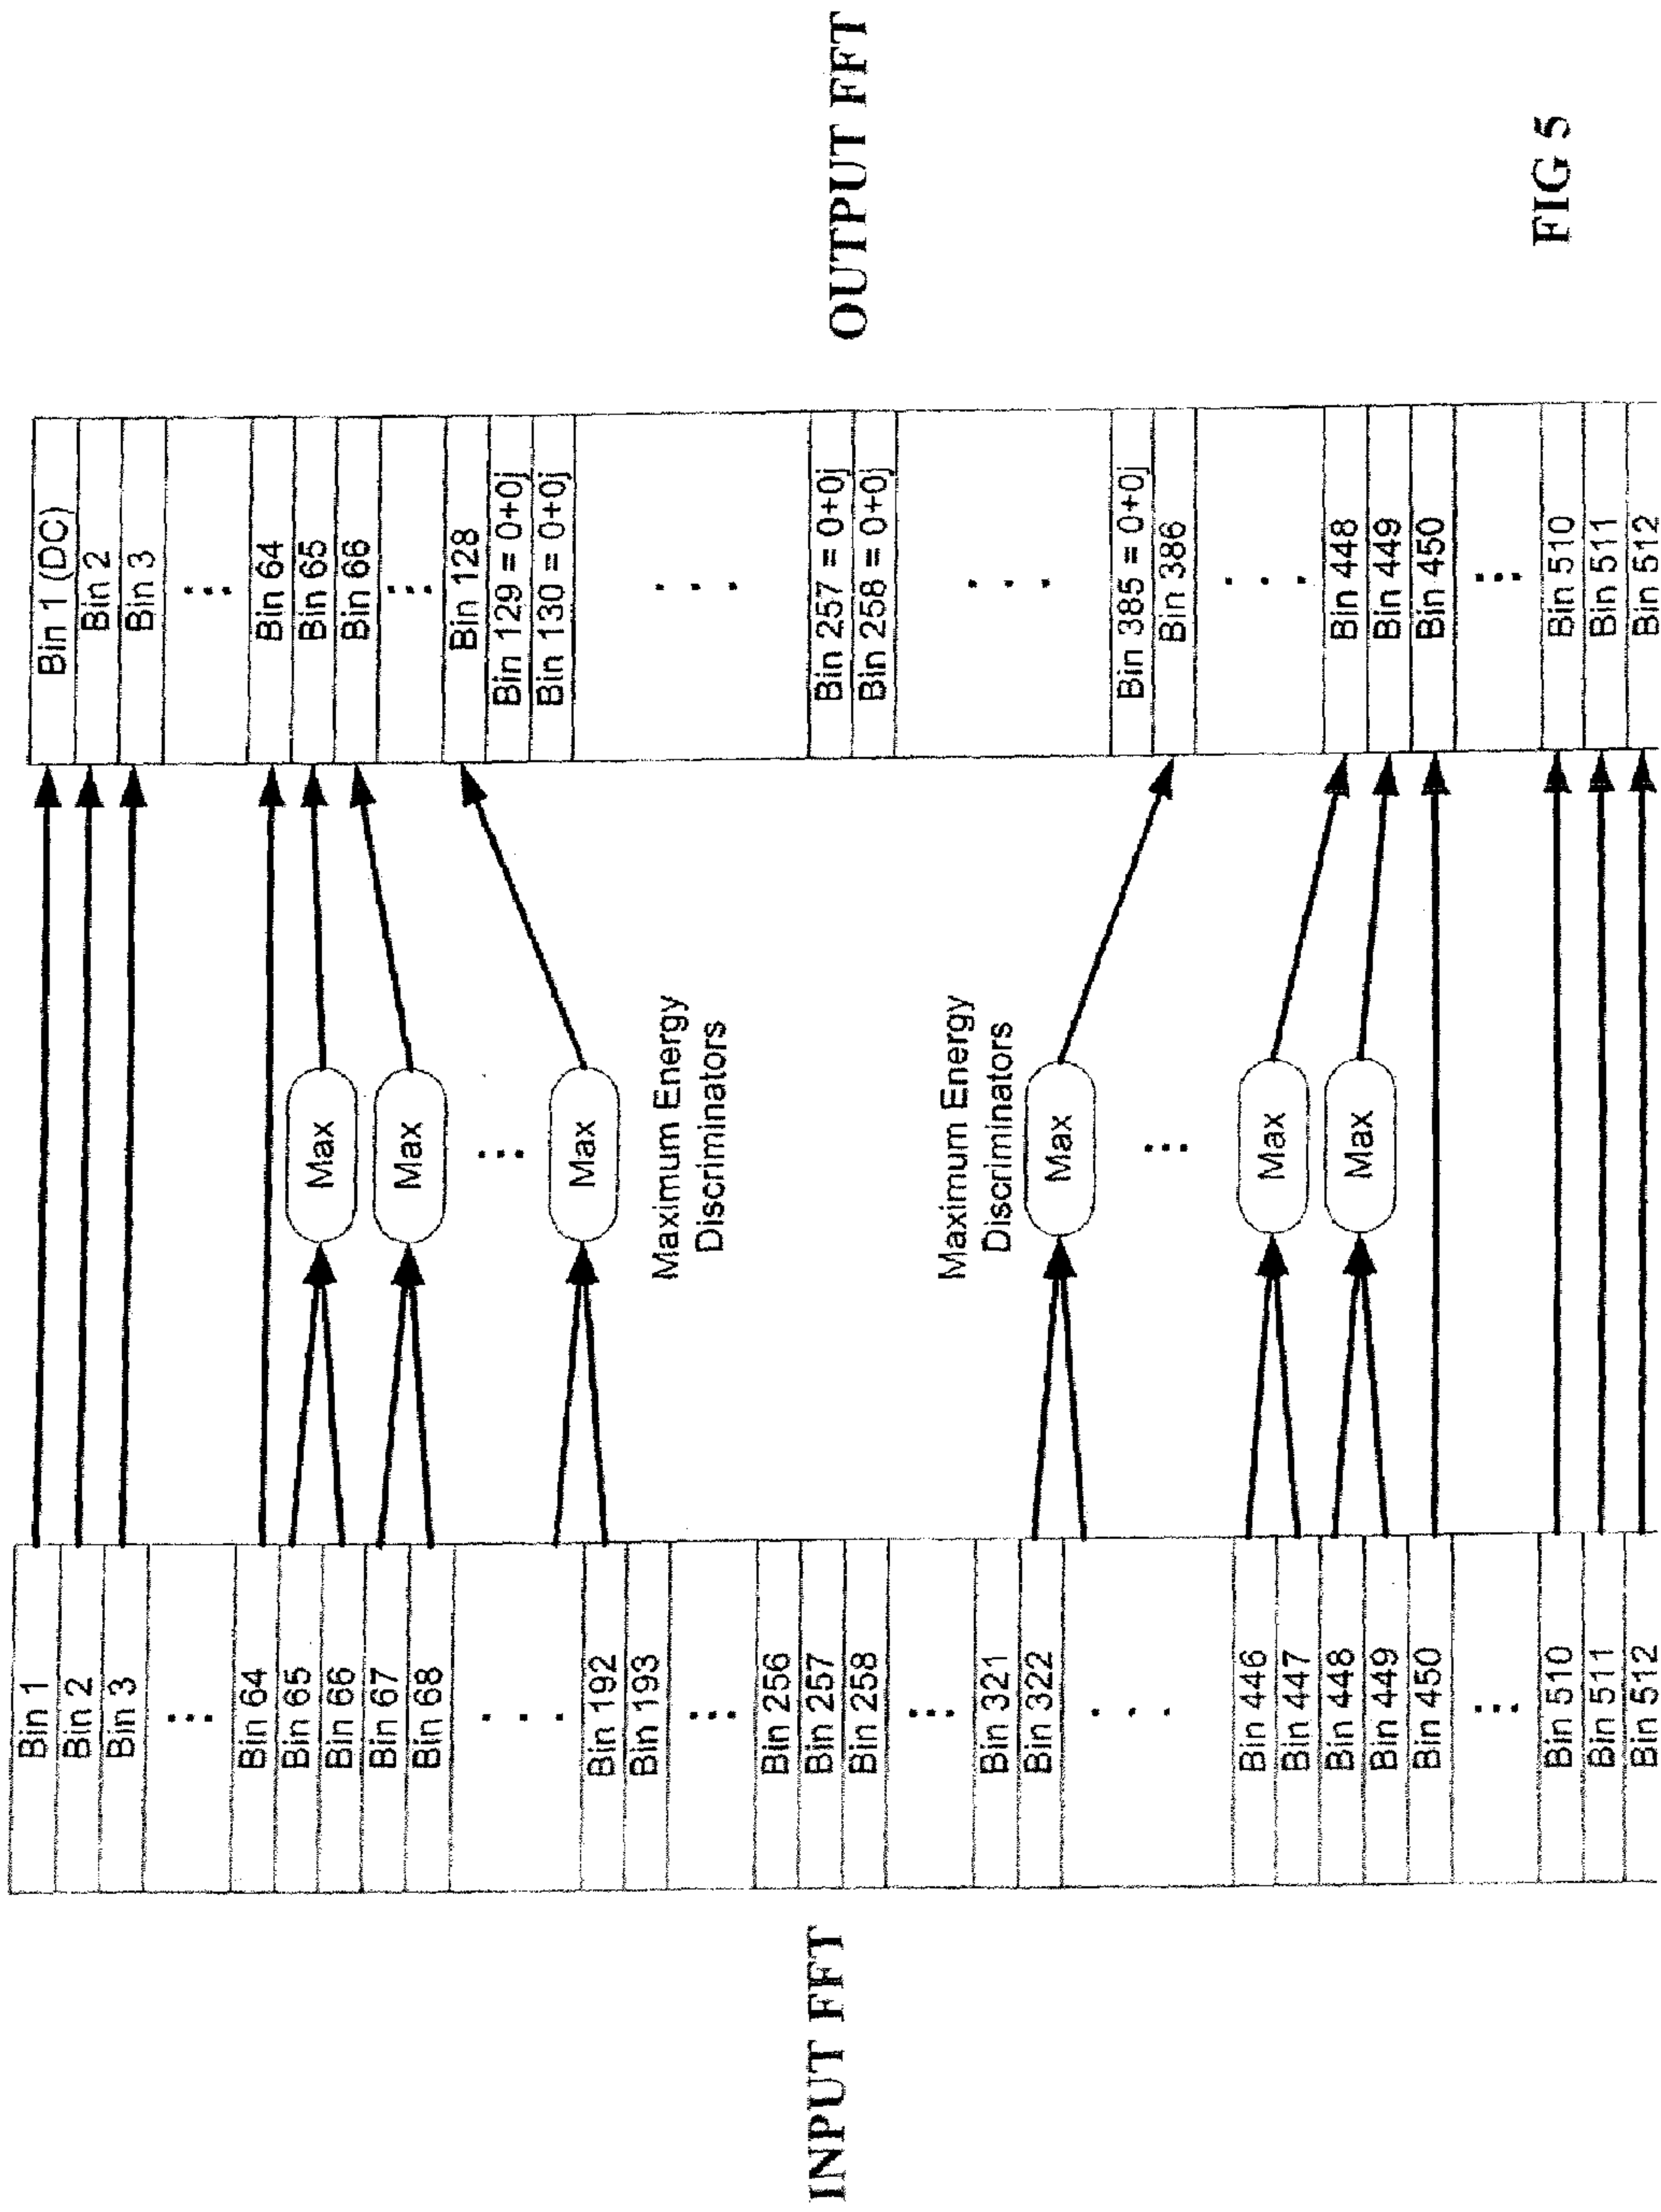 INPUT FFT
Bin 1
Bin 2
Bin 3
...
Bin 64
Bin 65
Bin 66
Bin 67
Bin 68
. . .
Bin 192
Bin 193
...
Bin 256
Bin 257
Bin 258
...
Bin 321
Bin 322
. . .
Bin 446
Bin 447
Bin 448
Bin 449
Bin 450
...
Bin 510
Bin 511
Bin 512
Max
Max
...
Max
Maximum Energy
Discriminators
Maximum Energy
Discriminators
Max
...
Max
Max
Bin 1 (DC)
Bin 2
Bin 3
...
Bin 64
Bin 65
Bin 66
...
Bin 128
Bin 129 = 0+0j
Bin 130 = 0+0j
. . .
Bin 257 = 0+0j
Bin 258 = 0+0j
. . .
Bin 385 = 0+0j
Bin 386
. . .
Bin 448
Bin 449
Bin 450
...
Bin 510
Bin 511
Bin 512
OUTPUT FFT
FIG 5